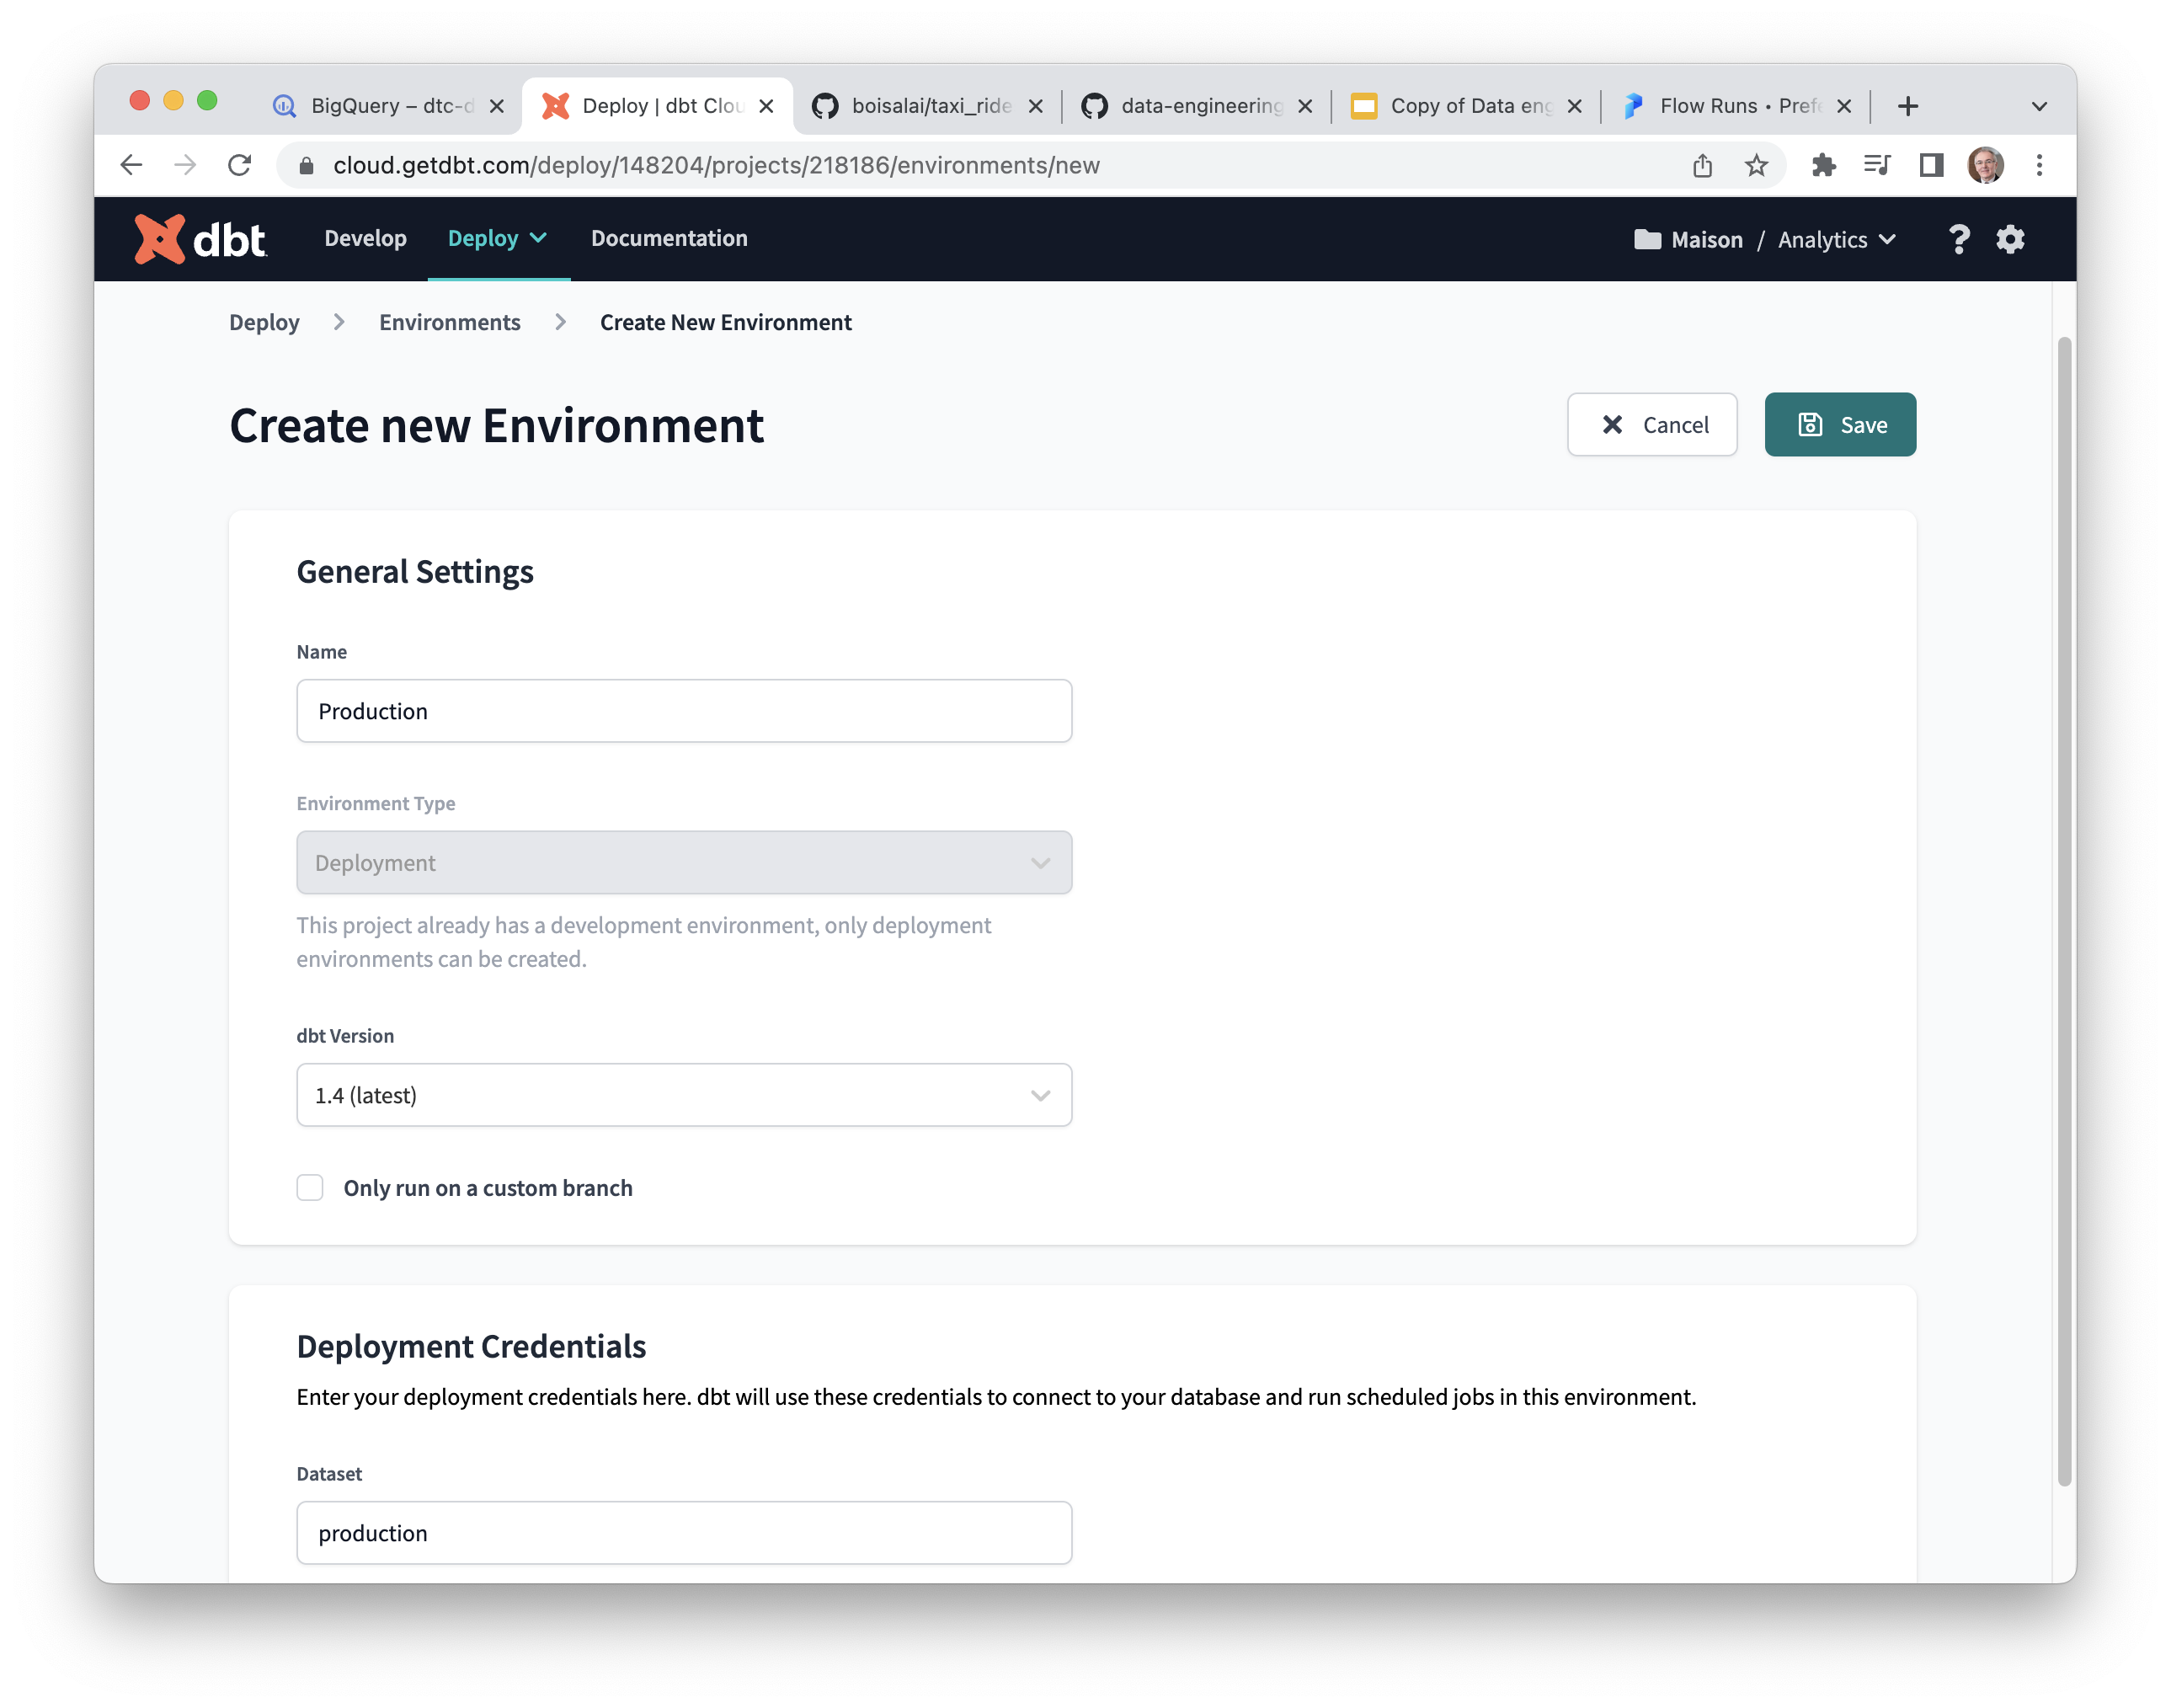 BigQuery – dtc-d
Deploy | dbt Clou
boisalai/taxi_ride
data-engineering
Copy of Data eng
Flow Runs • Prefe
cloud.getdbt.com/deploy/148204/projects/218186/environments/new
dbt
Develop
Deploy
Documentation
Maison / Analytics
Deploy > Environments > Create New Environment
Create new Environment
Cancel
Save
General Settings
Name
Production
Environment Type
Deployment
This project already has a development environment, only deployment
environments can be created.
dbt Version
1.4 (latest)
Only run on a custom branch
Deployment Credentials
Enter your deployment credentials here. dbt will use these credentials to connect to your database and run scheduled jobs in this environment.
Dataset
production